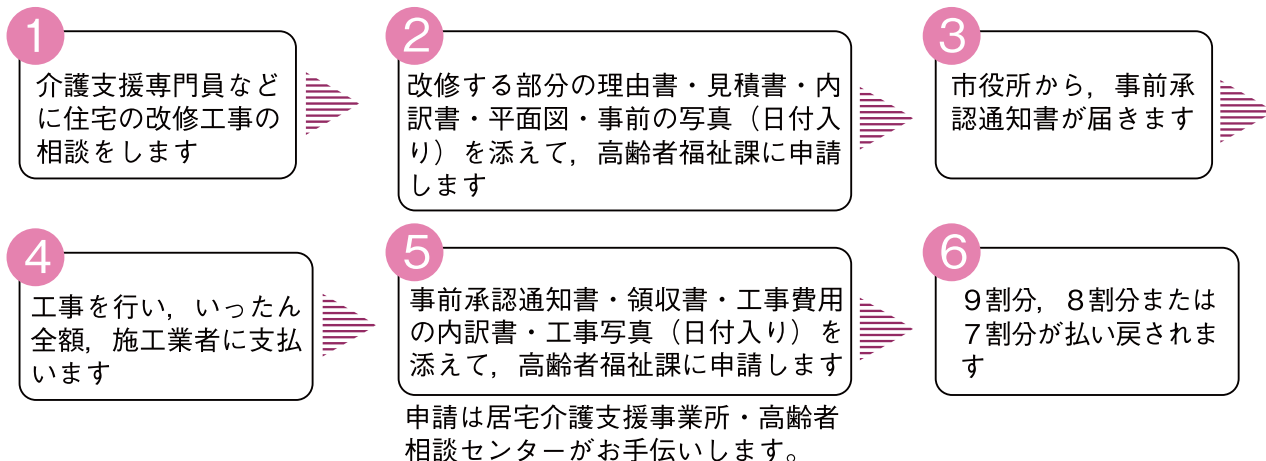 1
介護支援専門員など
に住宅の改修工事の
相談をします
2
改修する部分の理由書・見積書・内
訳書・平面図・事前の写真（日付入
り）を添えて，高齢者福祉課に申請
します
3
市役所から，事前承
認通知書が届きます
4
工事を行い，いったん
全額，施工業者に支払
います
5
事前承認通知書・領収書・工事費用
の内訳書・工事写真（日付入り）を
添えて，高齢者福祉課に申請します
申請は居宅介護支援事業所・高齢者
相談センターがお手伝いします。
6
９割分，８割分または
７割分が払い戻されま
す